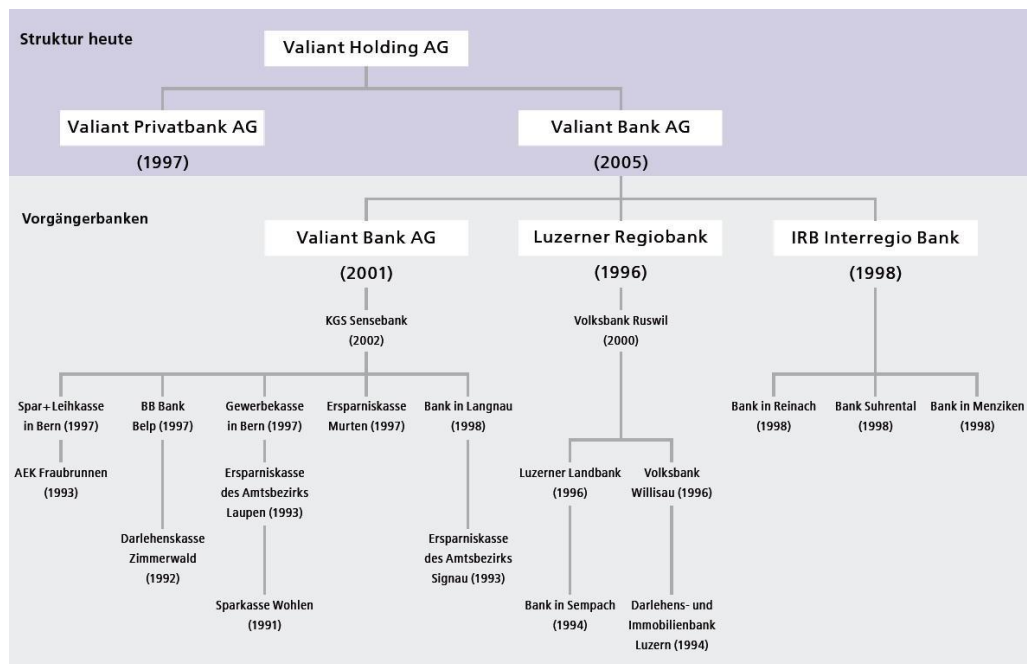 Struktur heute
Valiant Holding AG
Valiant Privatbank AG
(1997)
Valiant Bank AG
(2005)
Vorgängerbanken
Valiant Bank AG
(2001)
Luzerner Regiobank
(1996)
IRB Interregio Bank
(1998)
KGS Sensebank
(2002)
Volksbank Ruswil
(2000)
Spar+Leihkasse
in Bern (1997)
BB Bank
Belp (1997)
Gewerbekasse
in Bern (1997)
Ersparniskasse
Murten (1997)
Bank in Langnau
(1998)
Bank in Reinach
(1998)
Bank Suhrental
(1998)
Bank in Menziken
(1998)
AEK Fraubrunnen
(1993)
Ersparniskasse
des Amtsbezirks
Laupen (1993)
Luzerner Landbank
(1996)
Volksbank
Willisau (1996)
Darlehenskasse
Zimmerwald
(1992)
Ersparniskasse
des Amtsbezirks
Signau (1993)
Sparkasse Wohlen
(1991)
Bank in Sempach
(1994)
Darlehens- und
Immobilienbank
Luzern (1994)